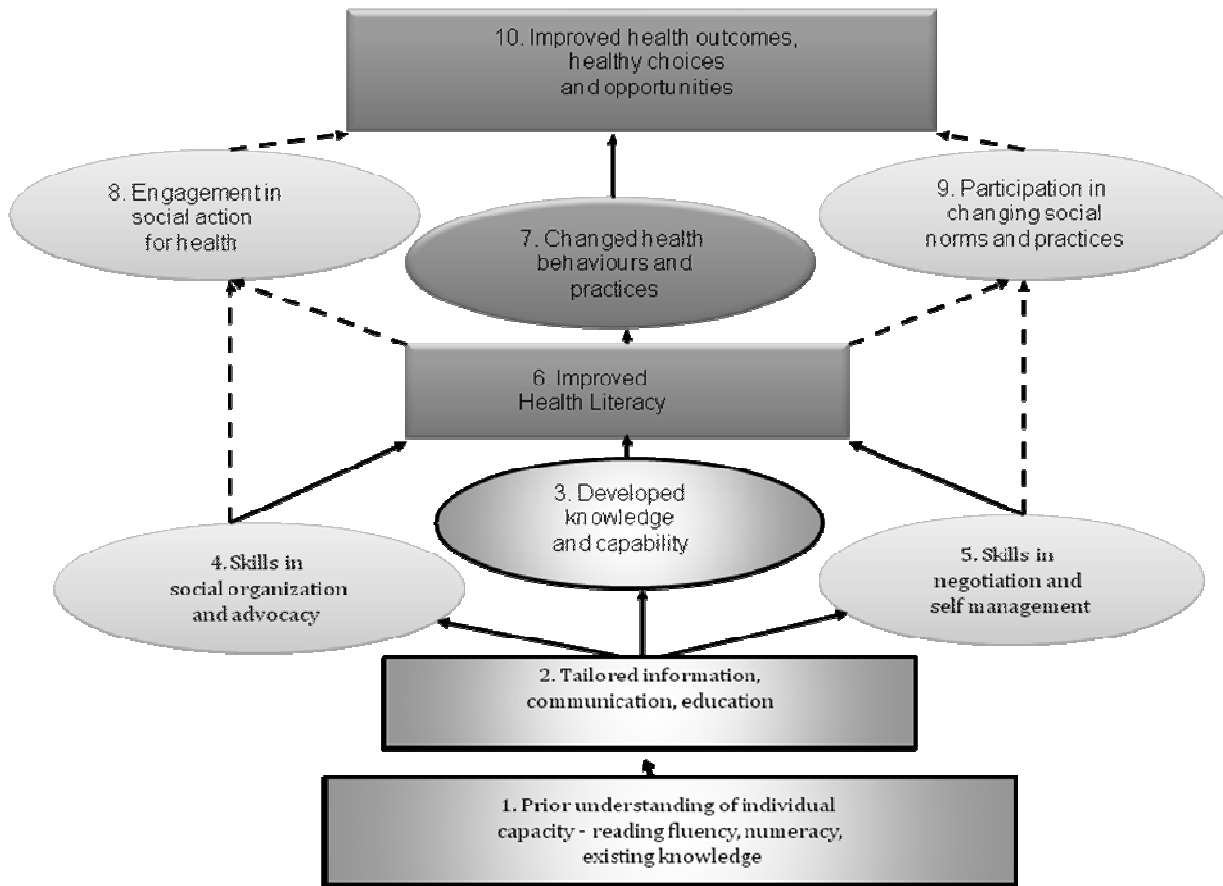 10. Improved health outcomes,
healthy choices
and opportunities
8. Engagement in
social action
for health
9. Participation in
changing social
norms and practices
7. Changed health
behaviours and
practices
6. Improved
Health Literacy
3. Developed
knowledge
and capability
4. Skills in
social organization
and advocacy
5. Skills in
negotiation and
self management
2. Tailored information,
communication, education
1. Prior understanding of individual
capacity - reading fluency, numeracy,
existing knowledge